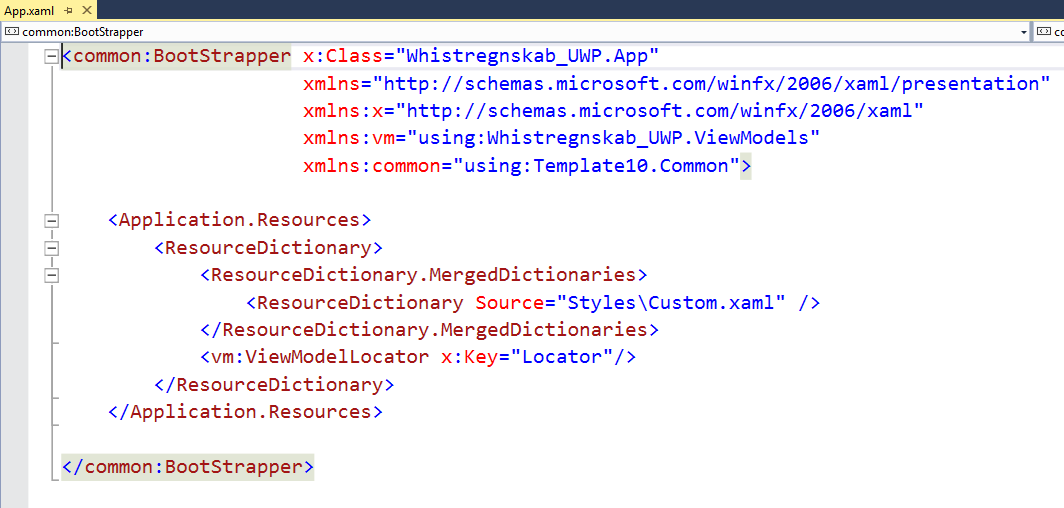 App.xaml
common:BootStrapper co
<common:BootStrapper x:Class="Whistregnskab_UWP.App"
xmlns="http://schemas.microsoft.com/winfx/2006/xaml/presentation"
xmlns:x="http://schemas.microsoft.com/winfx/2006/xaml"
xmlns:vm="using:Whistregnskab_UWP.ViewModels"
xmlns:common="using:Template10.Common">
<Application.Resources>
<ResourceDictionary>
<ResourceDictionary.MergedDictionaries>
<ResourceDictionary Source="Styles\Custom.xaml" />
</ResourceDictionary.MergedDictionaries>
<vm:ViewModelLocator x:Key="Locator"/>
</ResourceDictionary>
</Application.Resources>
</common:BootStrapper>